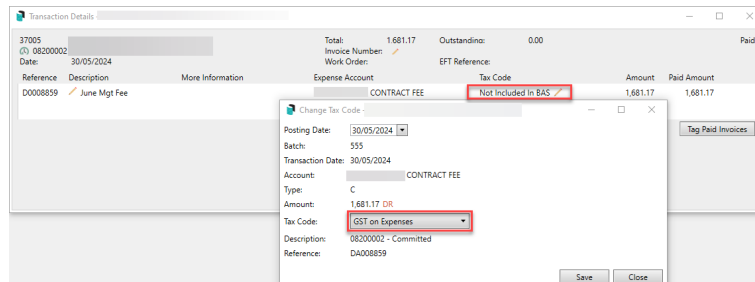 Transaction Details -
37005 Total: 1.681.17 Outstanding: 0.00 Paid
08200002 Invoice Number:
Date: 30/05/2024 Work Order: EFT Reference:
Reference Description More Information Expense Account Tax Code Amount Paid Amount
D0008859 June Mgt Fee CONTRACT FEE Not Included In BAS 1,681.17 1,681.17
Tag Paid Invoices
Change Tax Code -
Posting Date: 30/05/2024
Batch: 555
Transaction Date: 30/05/2024
Account: CONTRACT FEE
Type: C
Amount: 1,681.17 DR
Tax Code: GST on Expenses
Description: 08200002 - Committed
Reference: DA008859
Save Close